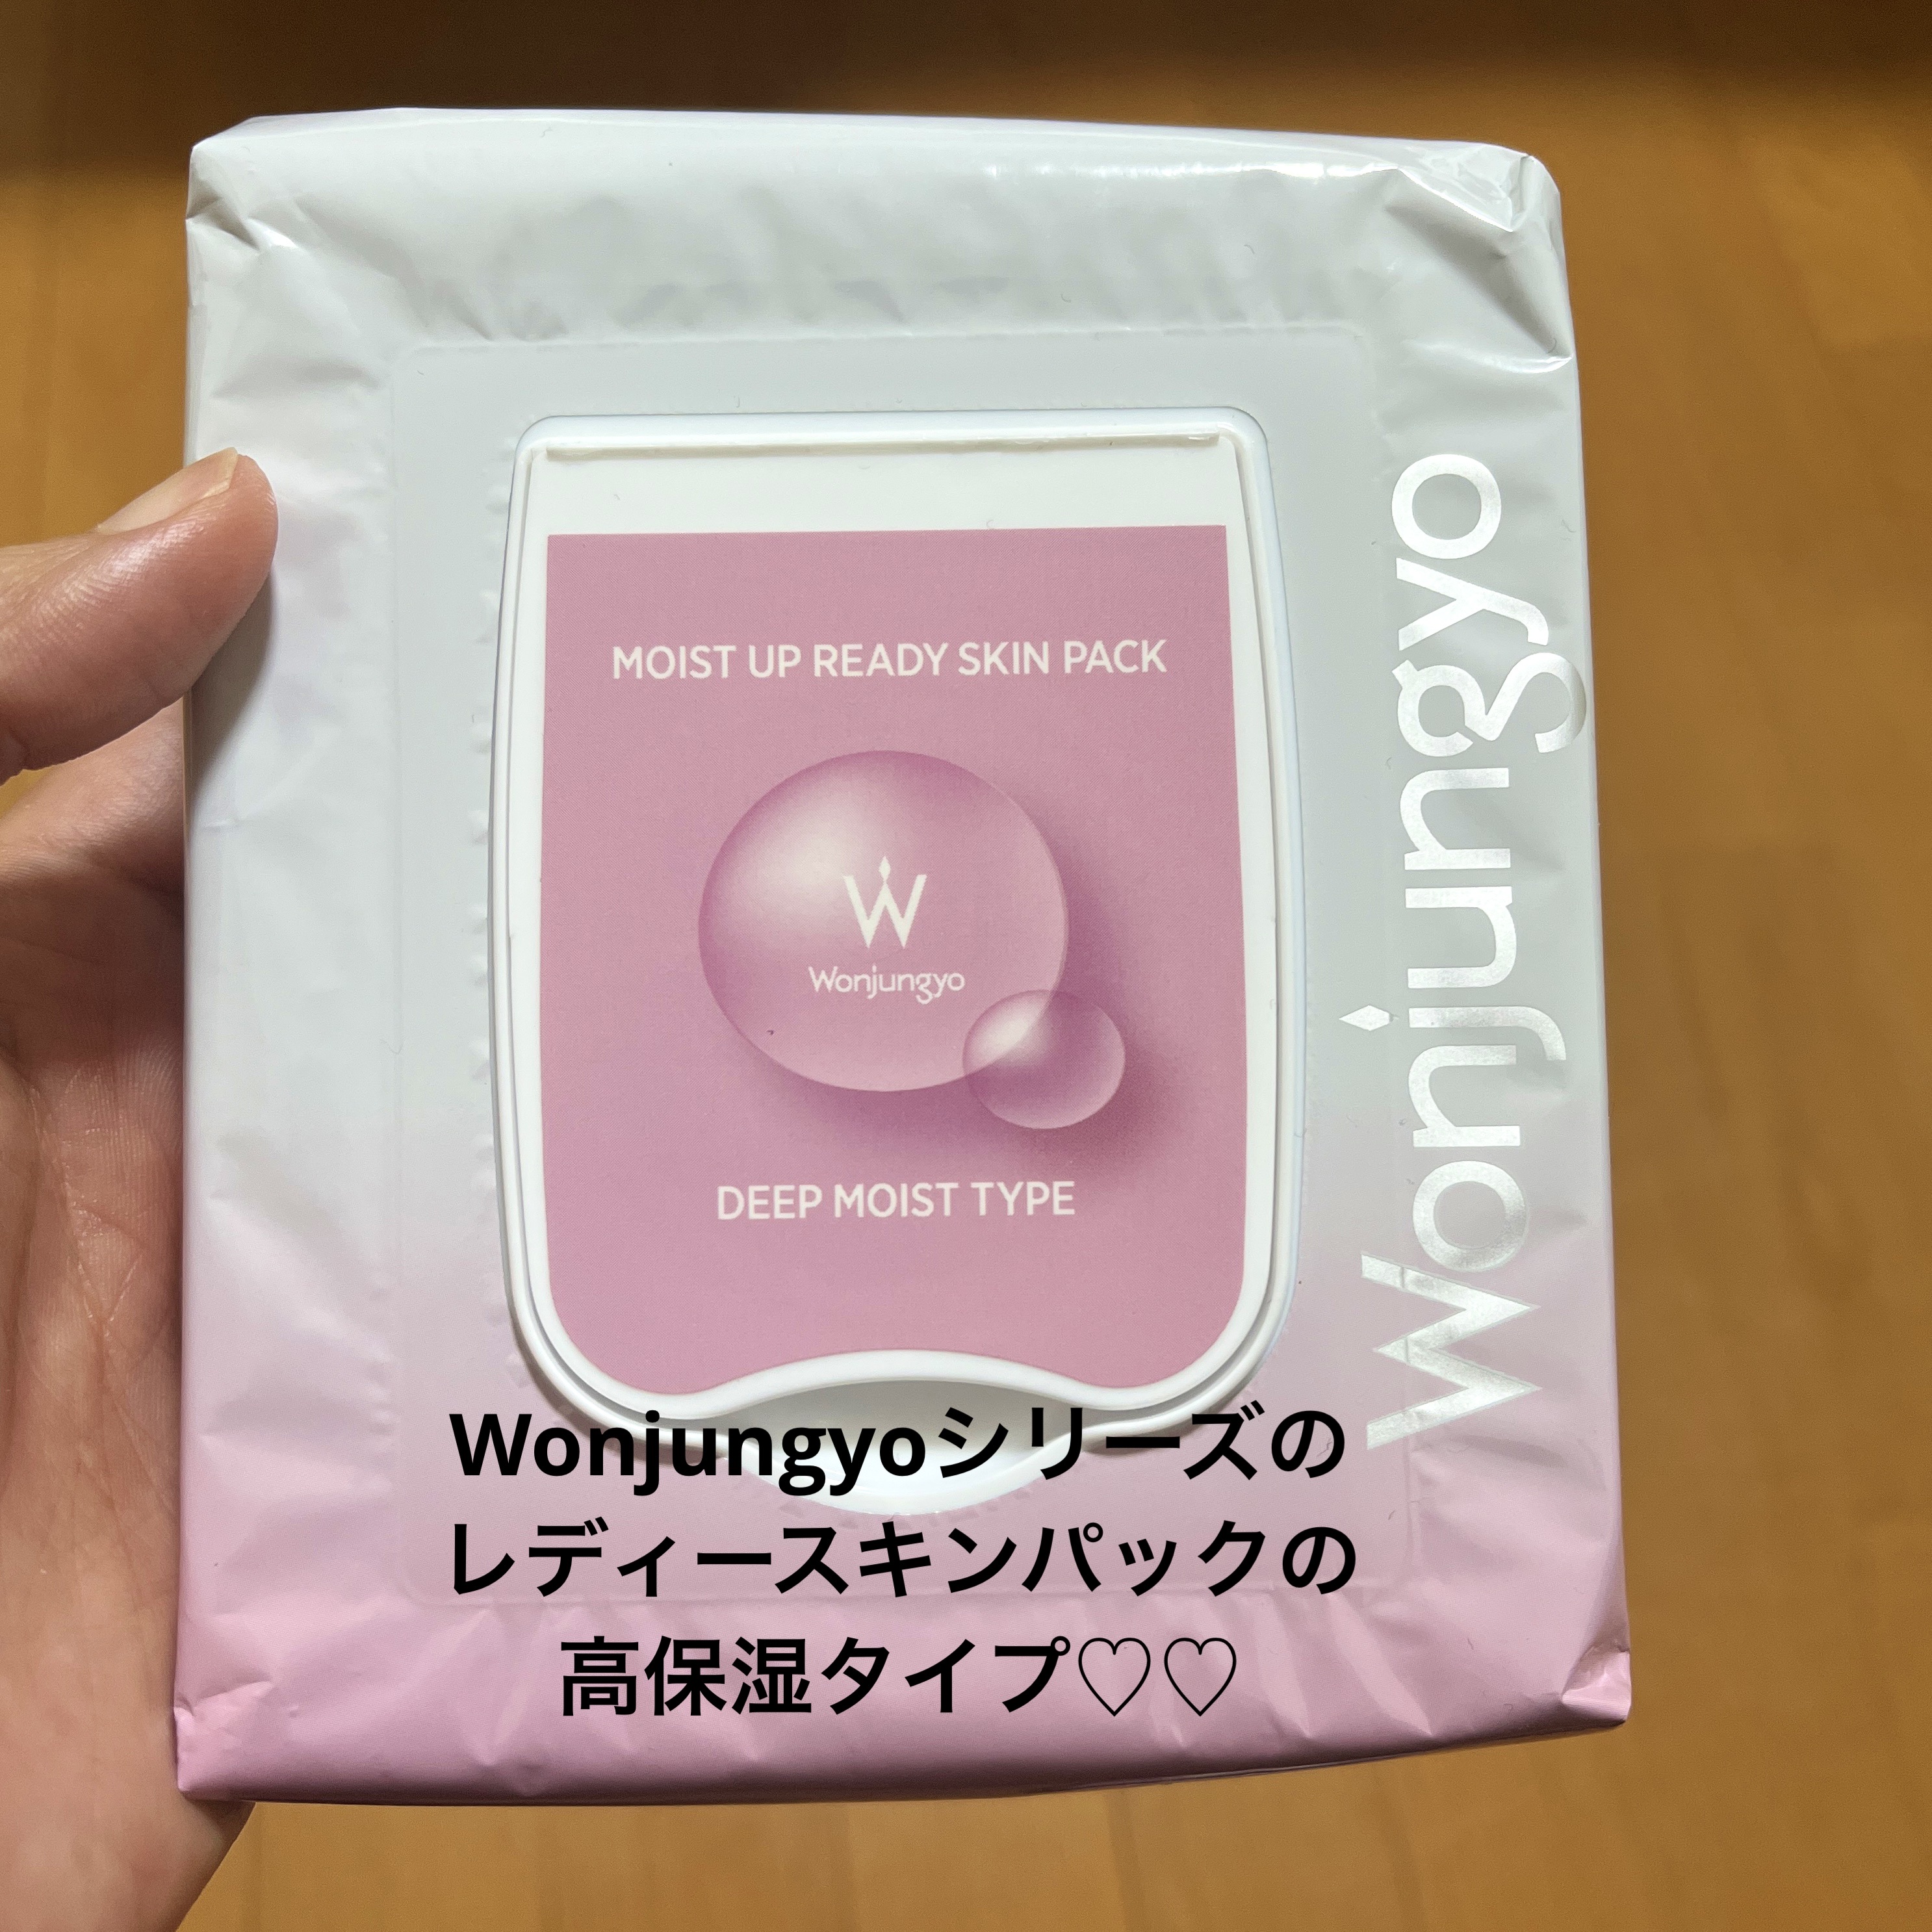 MOIST UP READY SKIN PACK
W
Wonjungyo
DEEP MOIST TYPE
Wonjungyo
Wonjungyoシリーズの
レディースキンパックの
高保湿タイプ♡♡